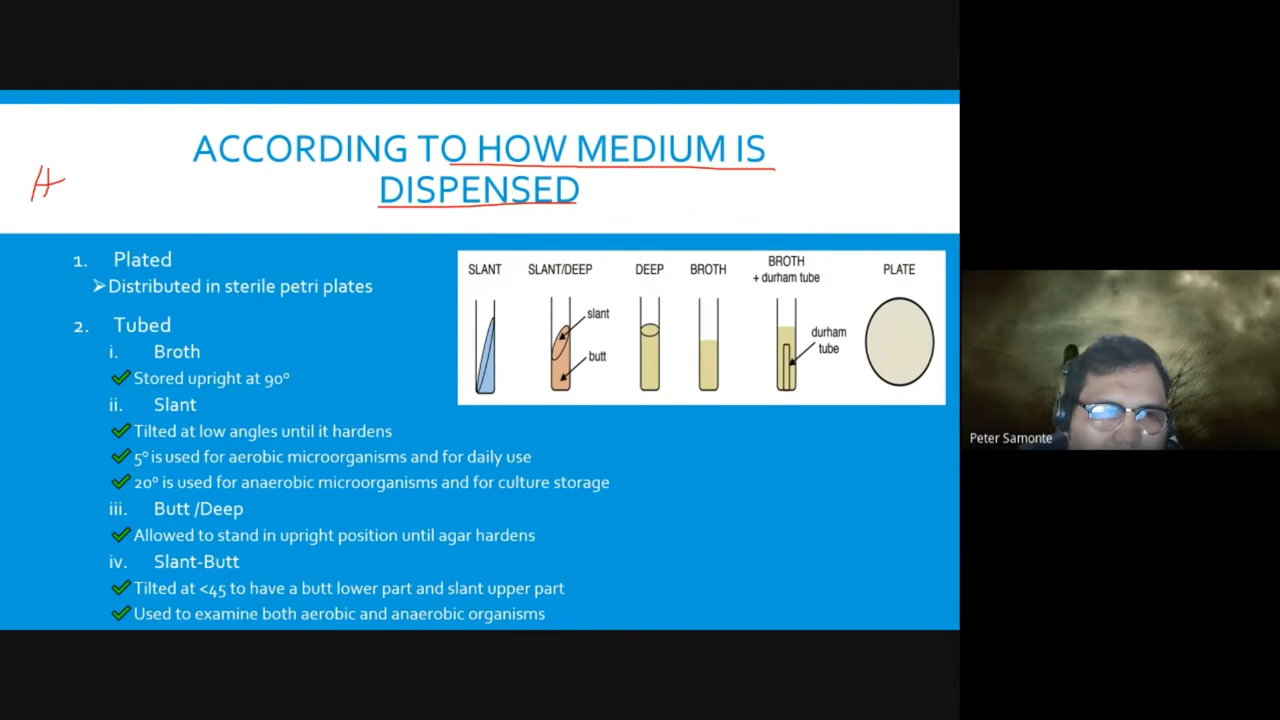 ACCORDING TO HOW MEDIUM IS
DISPENSED
1. Plated
➢Distributed in sterile petri plates
2. Tubed
i. Broth
✓Stored upright at 90°
ii. Slant
✓Tilted at low angles until it hardens
✓5° is used for aerobic microorganisms and for daily use
✓20° is used for anaerobic microorganisms and for culture storage
iii. Butt /Deep
✓Allowed to stand in upright position until agar hardens
iv. Slant-Butt
✓Tilted at <45 to have a butt lower part and slant upper part
✓Used to examine both aerobic and anaerobic organisms
SLANT
SLANT/DEEP
slant
butt
DEEP
BROTH
BROTH
+ durham tube
durham
tube
PLATE
Peter Samonte